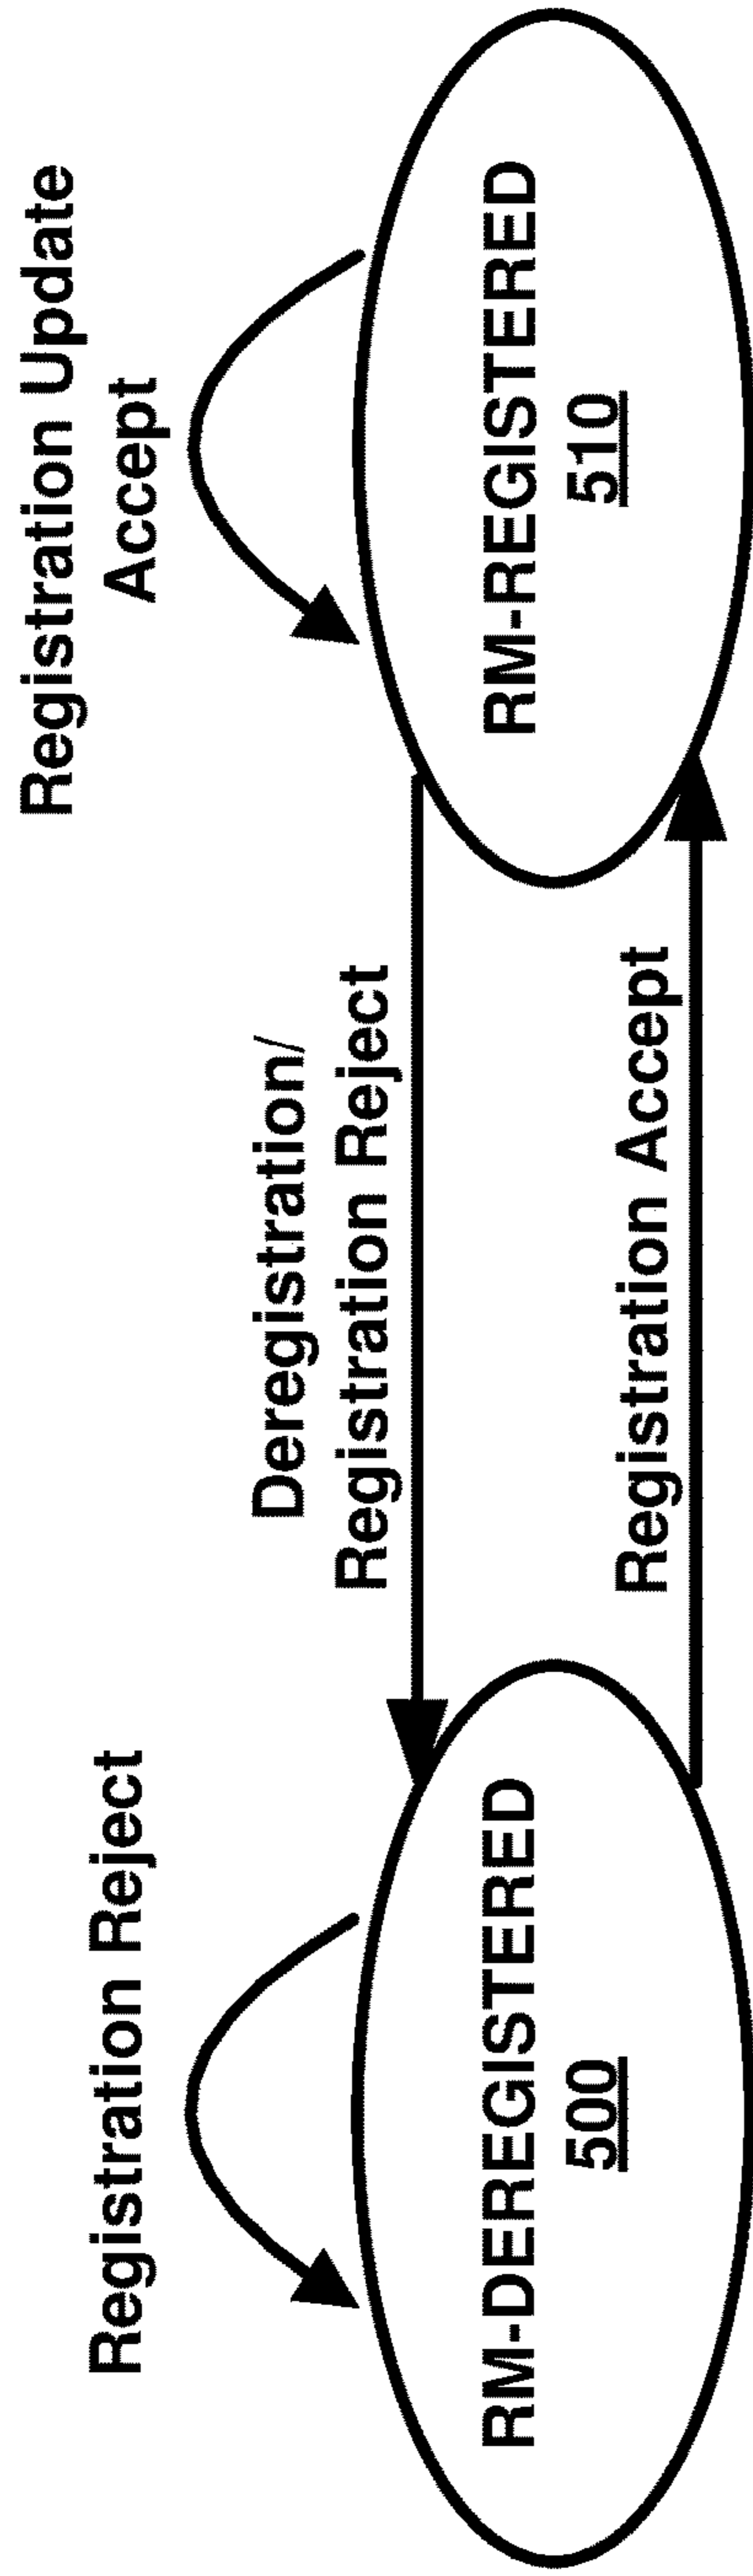 Registration Reject
Registration Update
Accept
Deregistration/
Registration Reject
RM-DEREGISTERED
500
RM-REGISTERED
510
Registration Accept